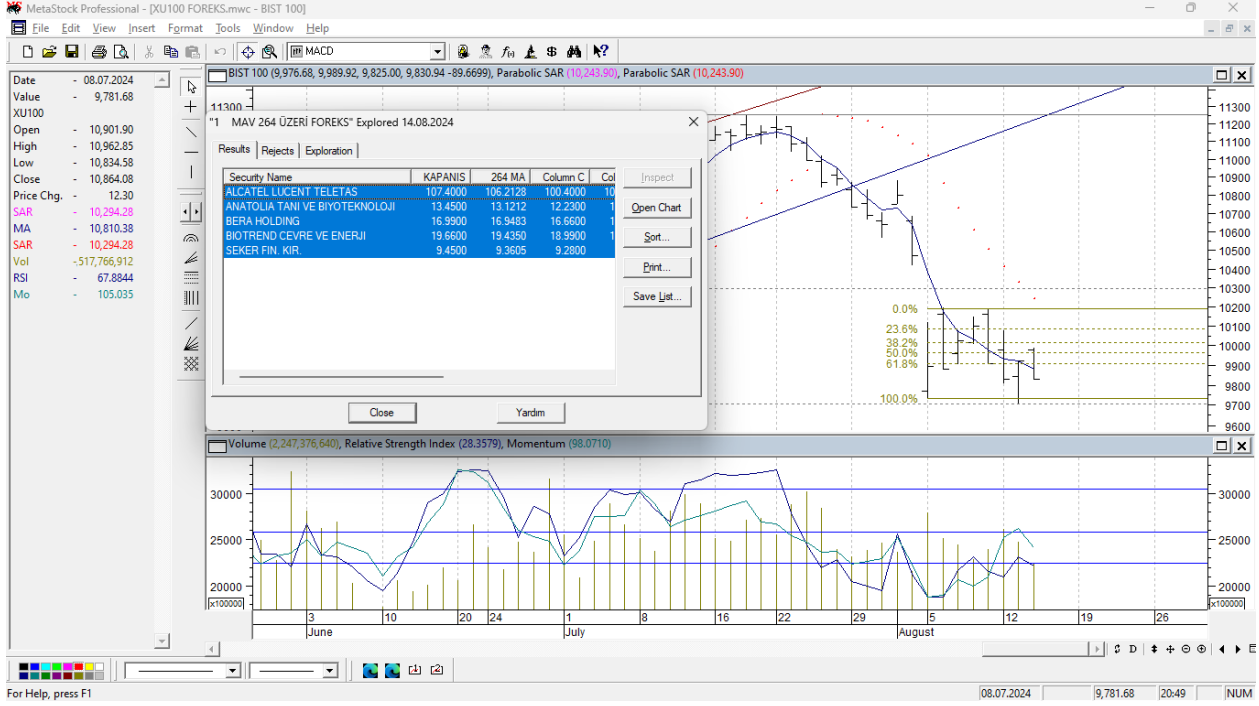 MetaStock Professional - [XU100 FOREKS.mwc - BIST 100]
File Edit View Insert Format Tools Window Help
MACD
Date - 08.07.2024
Value - 9,781.68
XU100
Open - 10,901.90
High - 10,962.85
Low - 10,834.58
Close - 10,864.08
Price Chg. - 12.30
SAR - 10,294.28
MA - 10,810.38
SAR - 10,294.28
Vol -517,766,912
RSI - 67.8844
Mo - 105.035
BIST 100 (9,976.68, 9,989.92, 9,825.00, 9,830.94 -89.6699), Parabolic SAR (10,243.90), Parabolic SAR (10,243.90)
11300
"1 MAV 264 ÜZERİ FOREKS" Explored 14.08.2024
Results Rejects Exploration
Security Name KAPANIS 264 MA Column C Col
ALCATEL LUCENT TELETAS 107.4000 106.2128 100.4000 10
ANATOLIA TANI VE BIYOTEKNOLOJI 13.4500 13.1212 12.2300 1
BERA HOLDING 16.9900 16.9483 16.6600 1
BIOTREND CEVRE VE ENERJI 19.6600 19.4350 18.9900 1
SEKER FIN. KIR. 9.4500 9.3605 9.2800
Inspect
Open Chart
Sort...
Print...
Save List...
Close Yardım
11300
11200
11100
11000
10900
10800
10700
10600
10500
10400
10300
10200
10100
10000
9900
9800
9700
9600
0.0%
23.6%
38.2%
50.0%
61.8%
100.0%
Volume (2,247,376,640), Relative Strength Index (28.3579), Momentum (98.0710)
30000 30000
25000 25000
20000 20000
x100000 x100000
3 10 20 24 1 8 16 22 29 5 12 19 26
June July August
D
For Help, press F1 08.07.2024 9,781.68 20:49 NUM